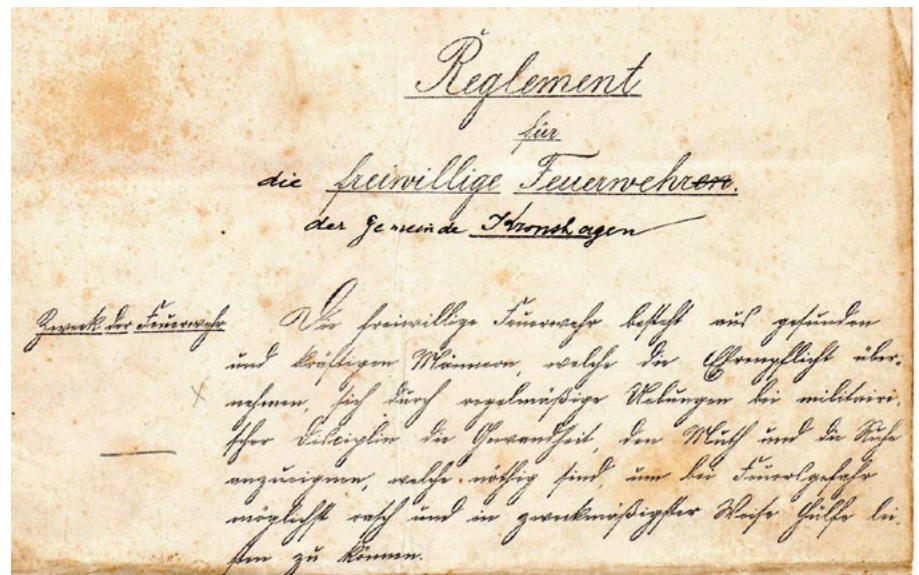 Reglement
für
die freiwillige Feuerwehren.
der Gemeinde Kronshagen
Zweck der Feuerwehr
Die freiwillige Feuerwehr besteht aus gesunden
und kräftigen Männern, welche die Ehrenpflicht über-
nehmen, sich durch regelmäßige Uebungen bei militairi-
scher Disciplin die Gewandheit, den Muth und die Ruhe
anzueignen, welche nöthig sind, um bei Feuersgefahr
möglichst rasch und in zweckmäßigster Weise Hülfe lei-
sten zu können.